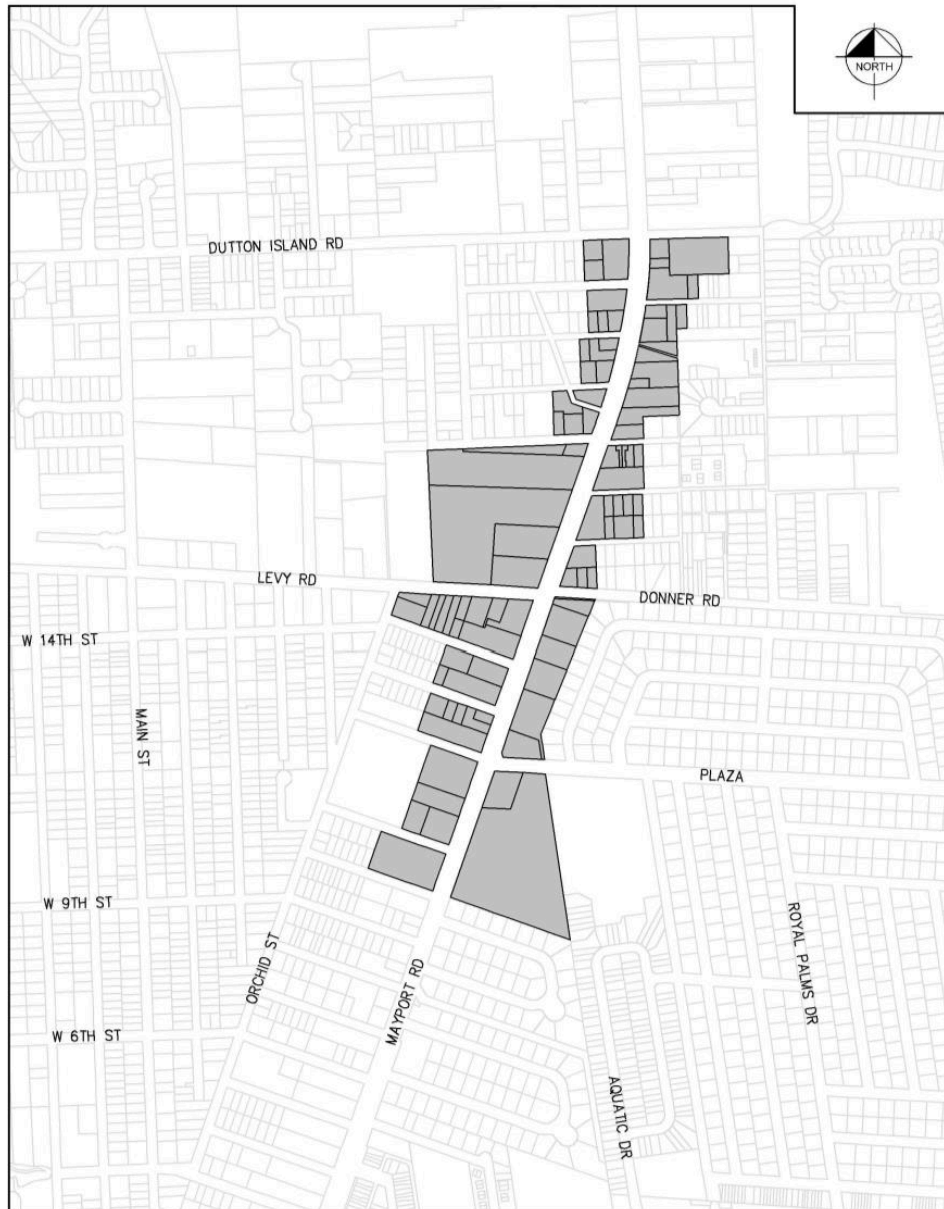 NORTH
DUTTON ISLAND RD
LEVY RD
DONNER RD
W 14TH ST
MAIN ST
PLAZA
W 9TH ST
ORCHID ST
MAYPORT RD
ROYAL PALMS DR
W 6TH ST
AQUATIC DR